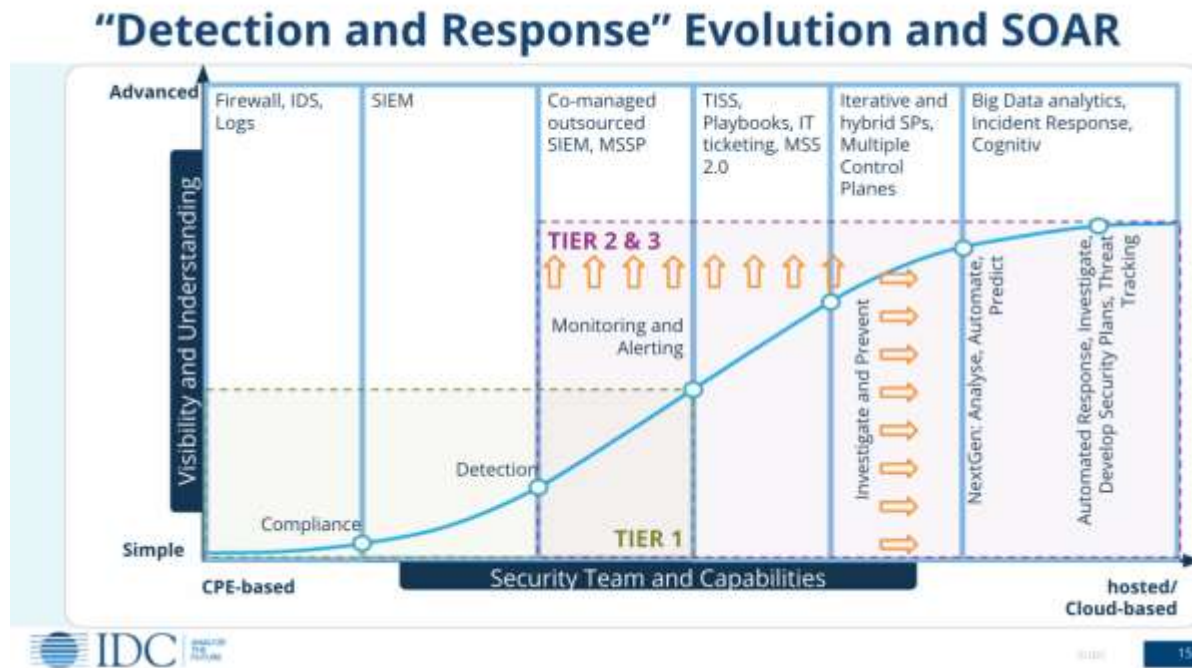 “Detection and Response” Evolution and SOAR
Advanced
Firewall, IDS,
Logs
SIEM
Co-managed
outsourced
SIEM, MSSP
TISS,
Playbooks, IT
ticketing, MSS
2.0
Iterative and
hybrid SPs,
Multiple
Control
Planes
Big Data analytics,
Incident Response,
Cognitiv
Visibility and Understanding
TIER 2 & 3
Monitoring and
Alerting
Detection
Compliance
TIER 1
Investigate and Prevent
NextGen: Analyse, Automate,
Predict
Automated Response, Investigate,
Develop Security Plans, Threat
Tracking
Simple
CPE-based
Security Team and Capabilities
hosted/
Cloud-based
IDC
ANALYZE
THE
FUTURE
15